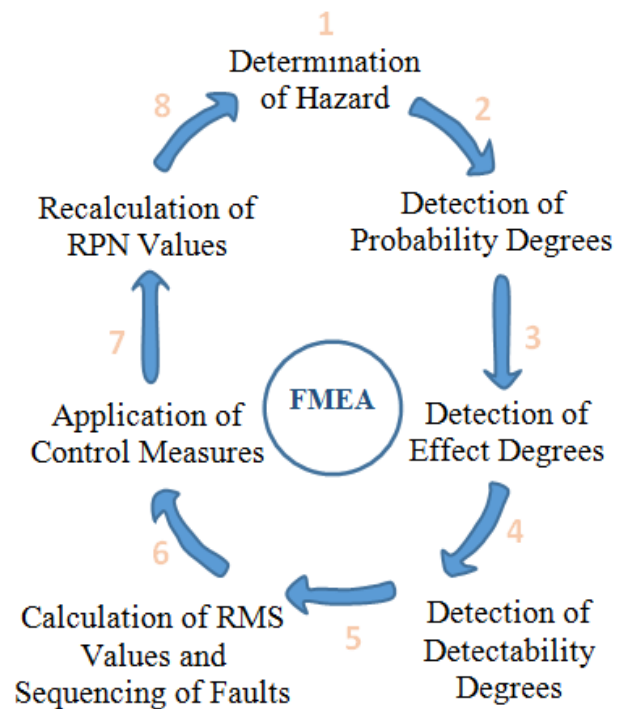 1
Determination
of Hazard
2
Detection of
Probability Degrees
3
Detection of
Effect Degrees
4
Detection of
Detectability
Degrees
5
Calculation of RMS
Values and
Sequencing of Faults
6
Application of
Control Measures
7
Recalculation of
RPN Values
8
FMEA